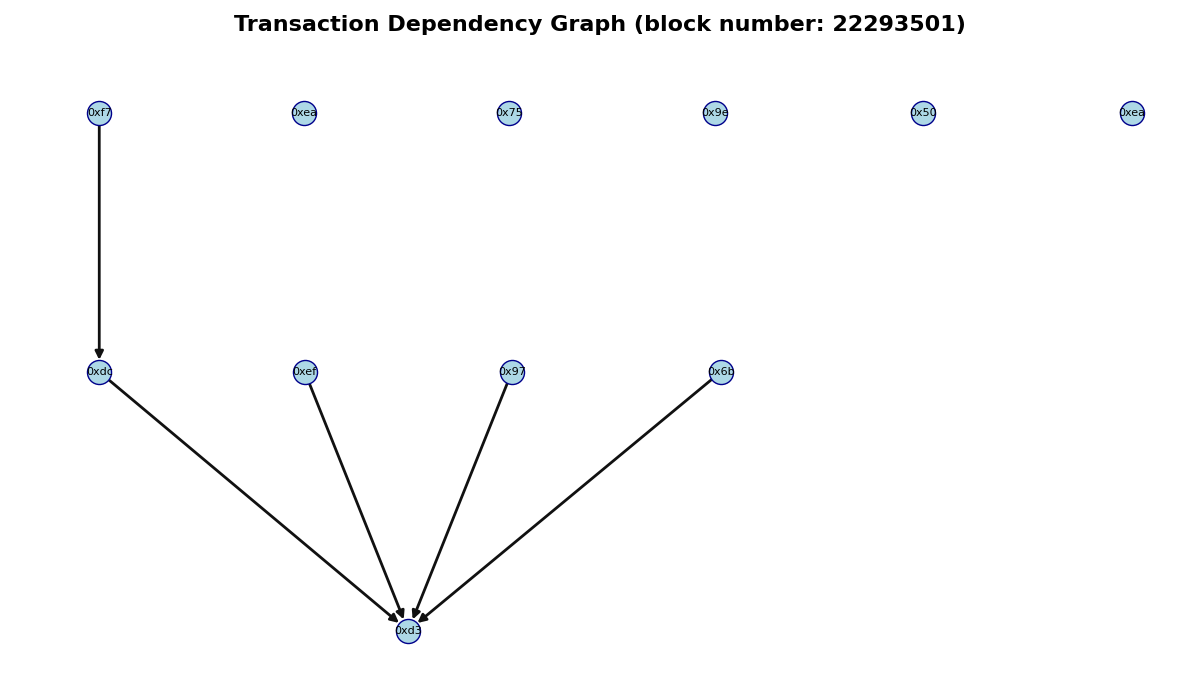 Transaction Dependency Graph (block number: 22293501)
0xf7 0xea 0x75 0x9e 0x50 0xea
0xdc 0xef 0x97 0x6b
0xd3